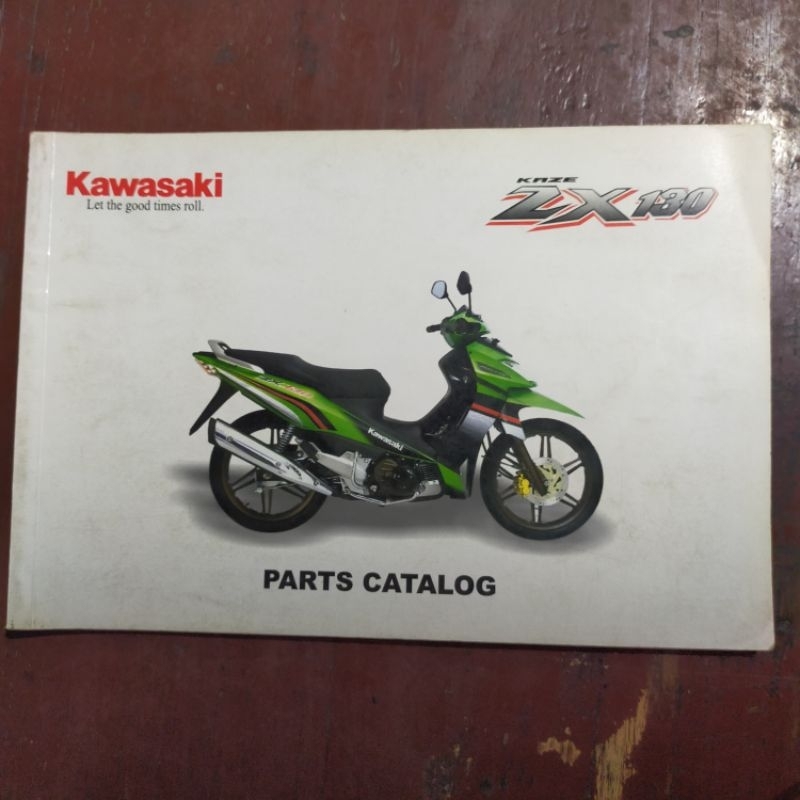 Kawasaki
Let the good times roll.
KAZE
ZX130
Kawasaki
PARTS CATALOG